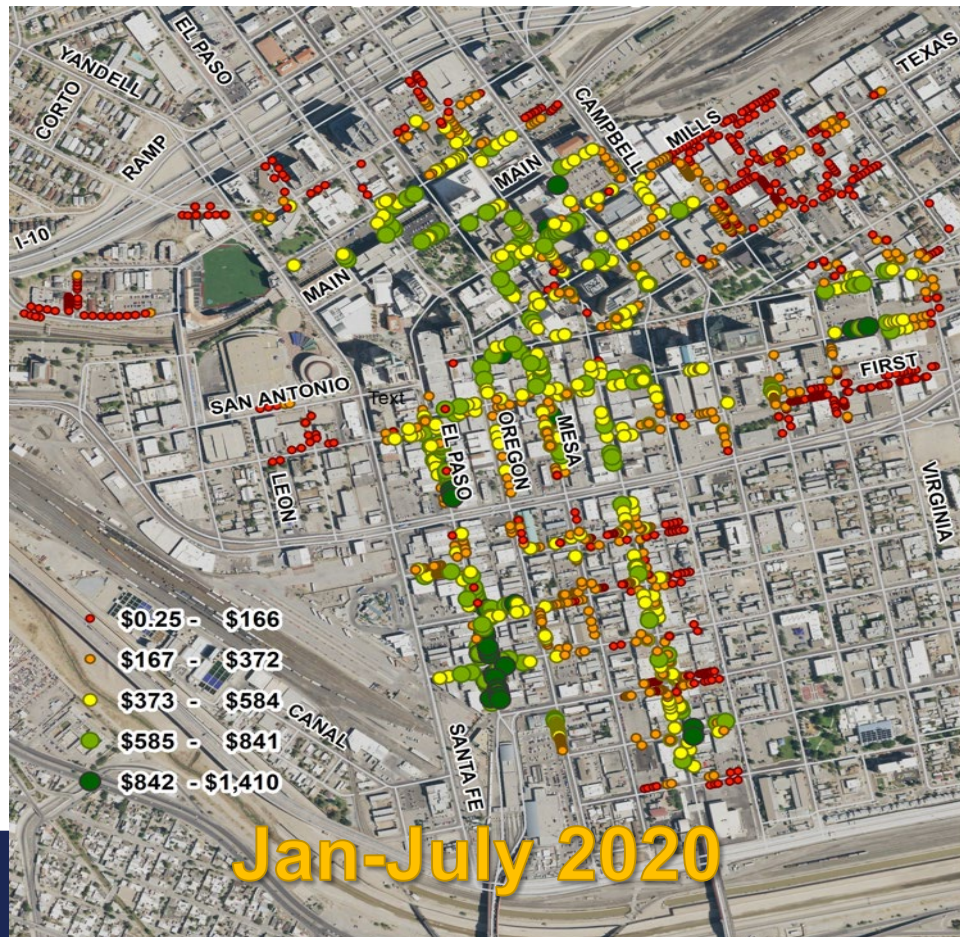 EL PASO
YANDELL
CORTO
RAMP
TEXAS
CAMPBELL
MILLS
MAIN
I-10
MAIN
FIRST
SAN ANTONIO
Text
EL PASO
OREGON
MESA
LEON
VIRGINIA
$0.25 - $166
$167 - $372
$373 - $584
$585 - $841
$842 - $1,410
CANAL
SANTA FE
Jan-July 2020